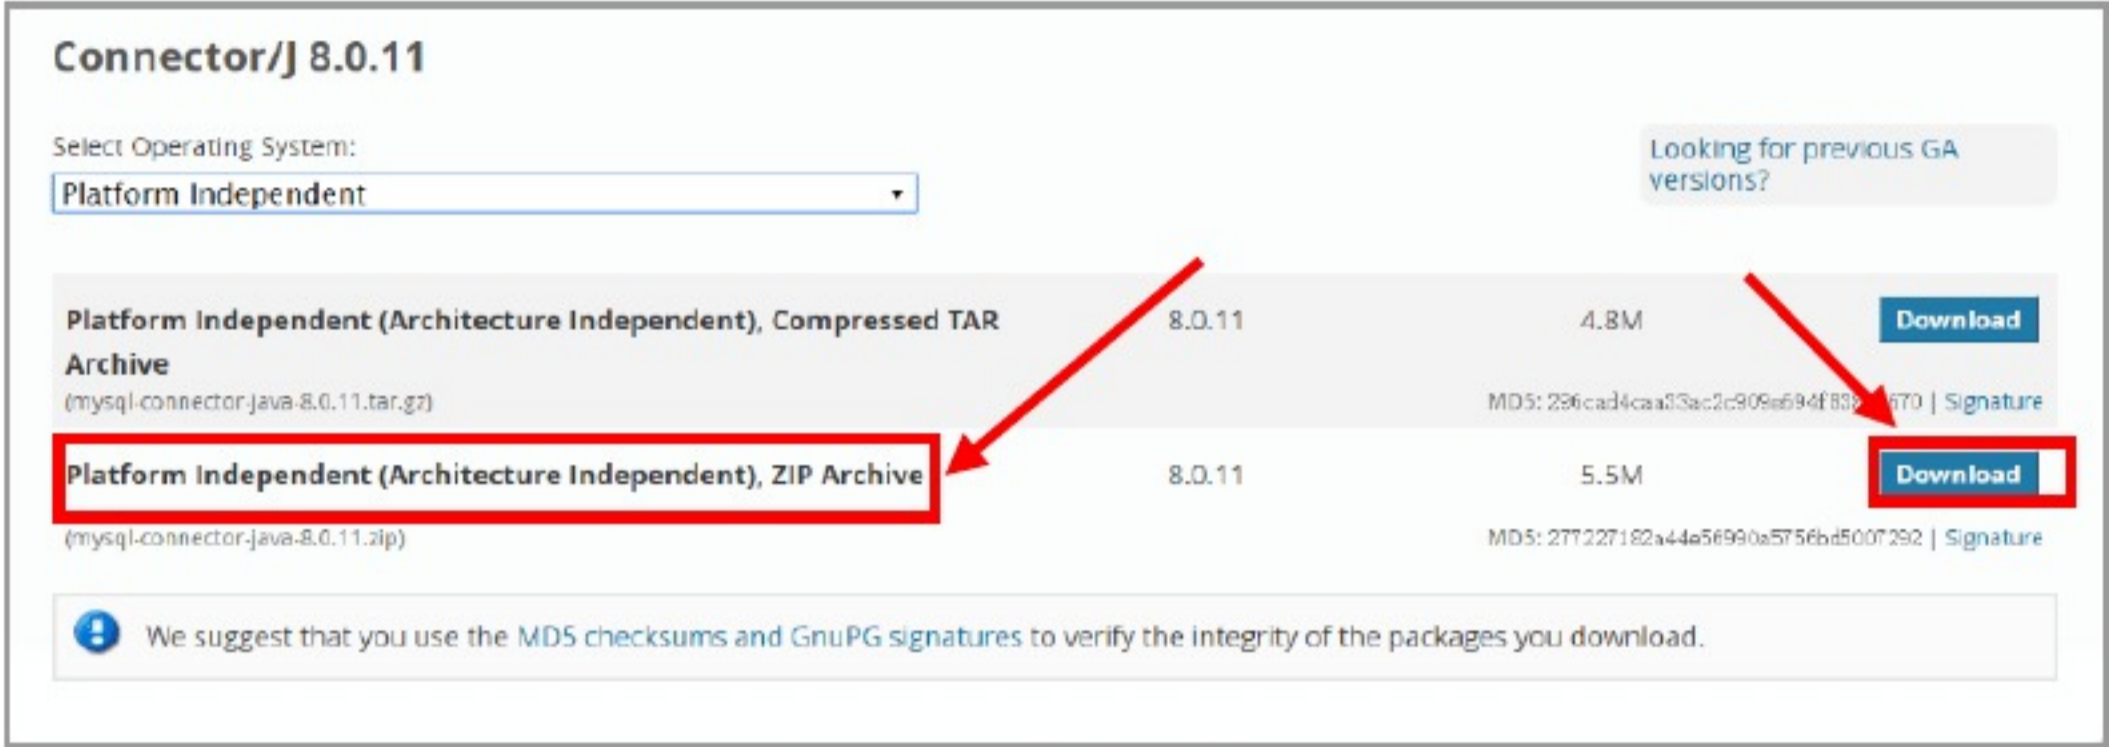 Connector/J 8.0.11
Select Operating System:
Looking for previous GA
versions?
Platform Independent
Platform Independent (Architecture Independent), Compressed TAR
Archive
8.0.11
4.8M
Download
(mysql-connector-java-8.0.11.tar.gz)
MD5: | Signature
Platform Independent (Architecture Independent), ZIP Archive
8.0.11
5.5M
Download
(mysql-connector-java-8.0.11.zip)
MD5: 277227182a44e56990a5756bd5007292 | Signature
We suggest that you use the MD5 checksums and GnuPG signatures to verify the integrity of the packages you download.